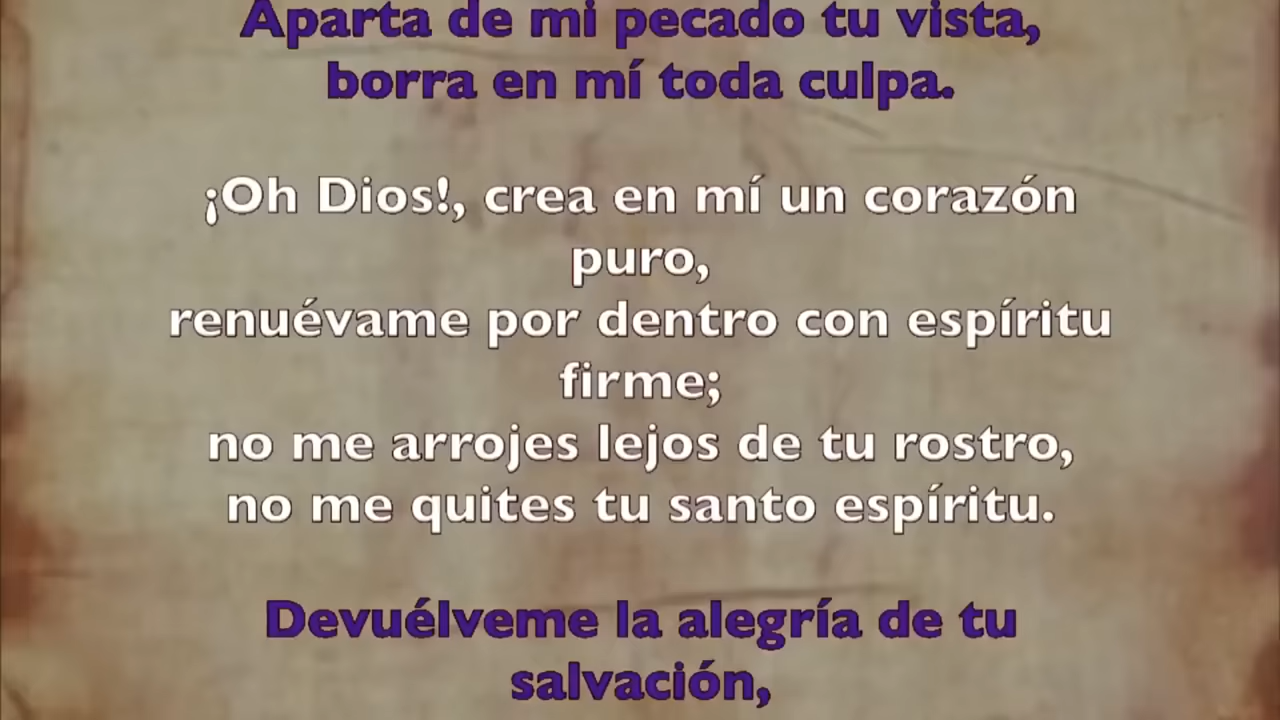 Aparta de mi pecado tu vista,
borra en mí toda culpa.
¡Oh Dios!, crea en mí un corazón
puro,
renuévame por dentro con espíritu
firme;
no me arrojes lejos de tu rostro,
no me quites tu santo espíritu.
Devuélveme la alegría de tu
salvación,